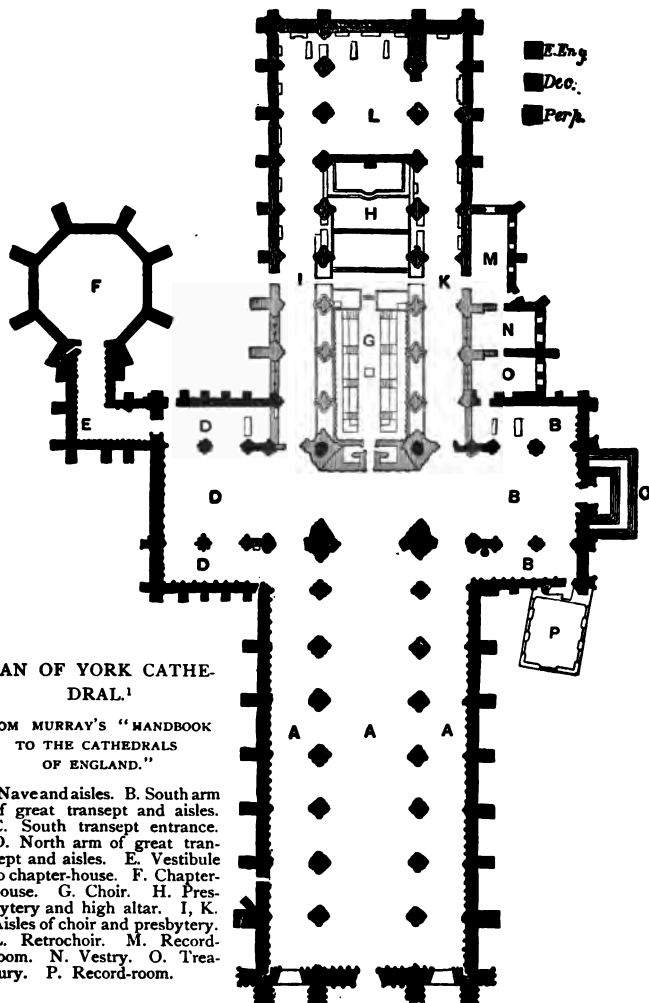 E.Eng
Dec.
Perp.
L
H
M
F
I
K
N
G
O
E
D
B
D
B
C
D
B
P
A
A
A
AN OF YORK CATHE-
DRAL.¹
OM MURRAY'S "HANDBOOK
TO THE CATHEDRALS
OF ENGLAND."
Nave and aisles. B. South arm
f great transept and aisles.
C. South transept entrance.
D. North arm of great tran-
ept and aisles. E. Vestibule
o chapter-house. F. Chapter-
ouse. G. Choir. H. Pres-
ytery and high altar. I, K.
Aisles of choir and presbytery.
L. Retrochoir. M. Record-
oom. N. Vestry. O. Trea-
ury. P. Record-room.